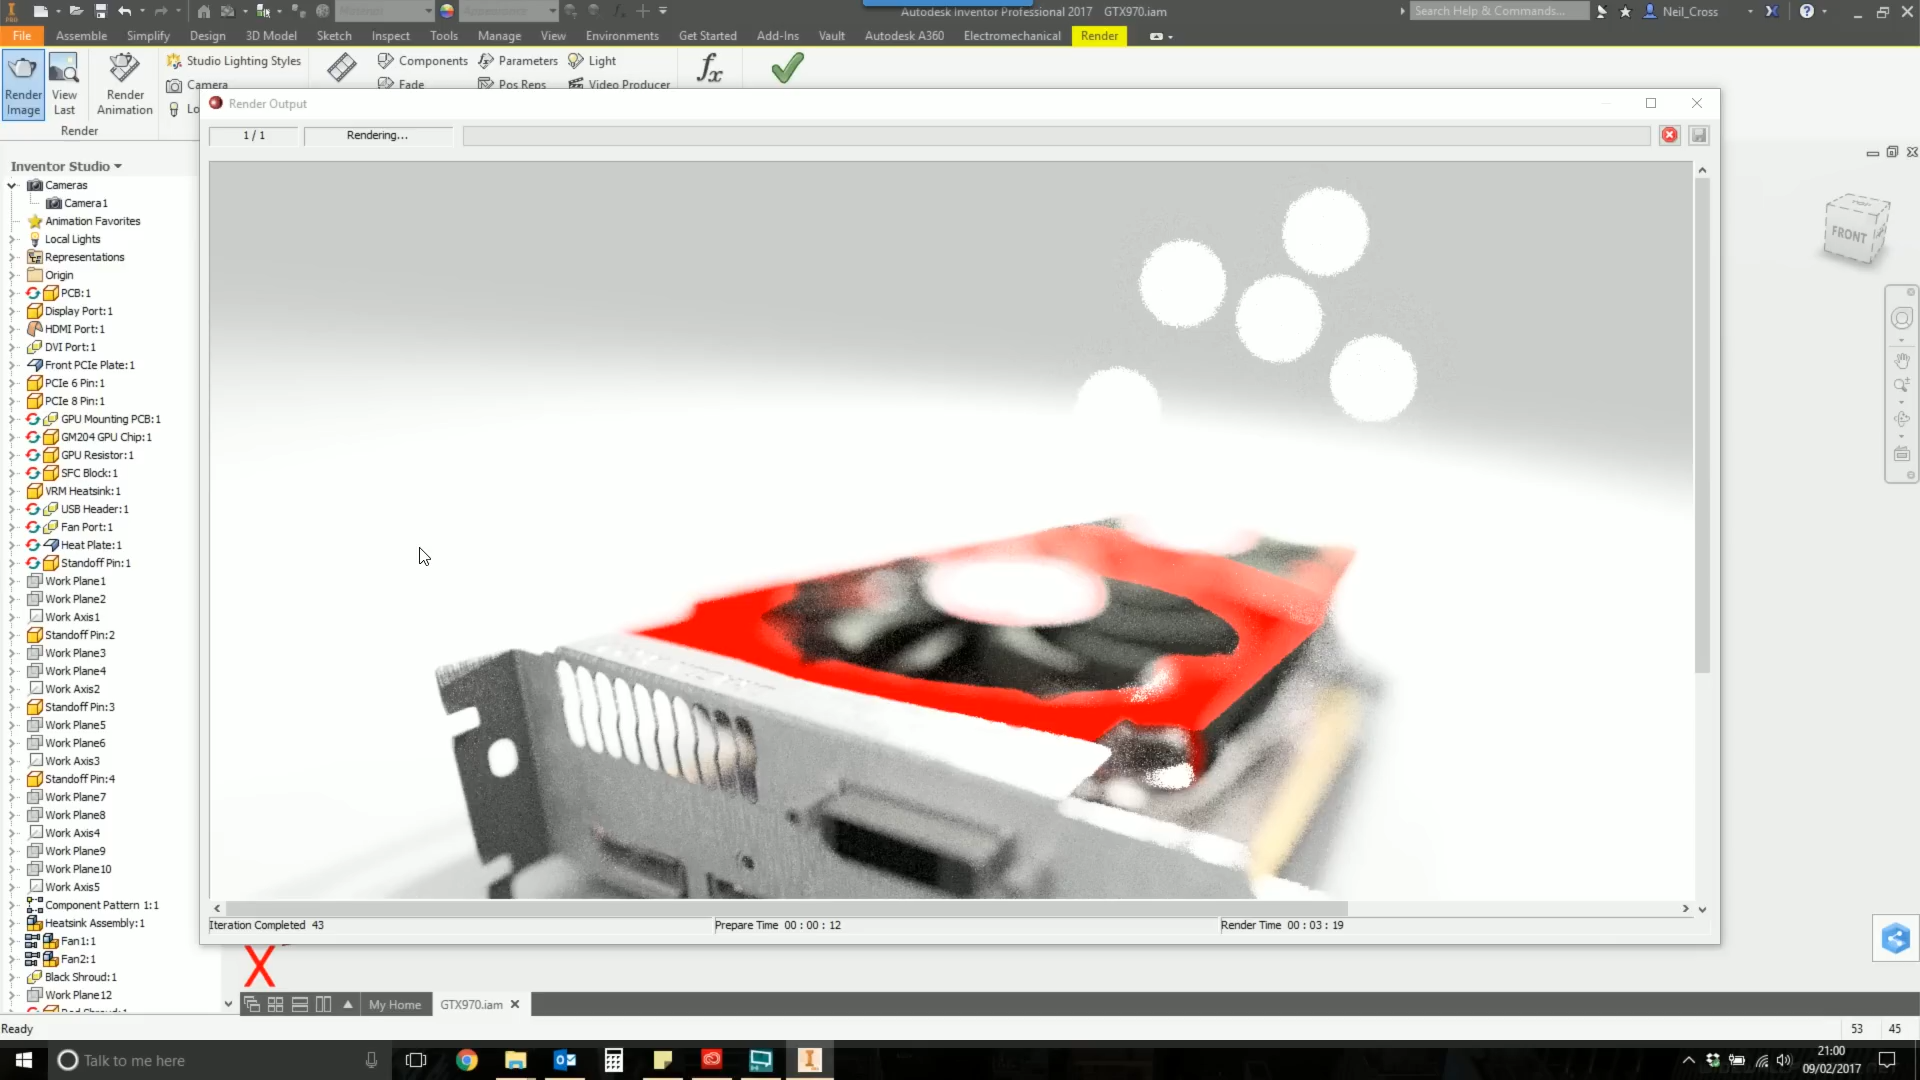 Autodesk Inventor Professional 2017 GTX970.iam
Search Help & Commands...
Neil_Cross
File Assemble Simplify Design 3D Model Sketch Inspect Tools Manage View Environments Get Started Add-Ins Vault Autodesk A360 Electromechanical Render
Render Image
View Last
Render Animation
Studio Lighting Styles
Camera
Lo
Components
Fade
Parameters
Pos Reps
Light
Video Producer
fx
Render
Render Output
1 / 1
Rendering...
Inventor Studio
Cameras
Camera1
Animation Favorites
Local Lights
Representations
Origin
PCB:1
Display Port:1
HDMI Port:1
DVI Port:1
Front PCIe Plate:1
PCIe 6 Pin:1
PCIe 8 Pin:1
GPU Mounting PCB:1
GM204 GPU Chip:1
GPU Resistor:1
SFC Block:1
VRM Heatsink:1
USB Header:1
Fan Port:1
Heat Plate:1
Standoff Pin:1
Work Plane1
Work Plane2
Work Axis1
Standoff Pin:2
Work Plane3
Work Plane4
Work Axis2
Standoff Pin:3
Work Plane5
Work Plane6
Work Axis3
Standoff Pin:4
Work Plane7
Work Plane8
Work Axis4
Work Plane9
Work Plane10
Work Axis5
Component Pattern 1:1
Heatsink Assembly:1
Fan1:1
Fan2:1
Black Shroud:1
Work Plane12
FRONT
Iteration Completed 43
Prepare Time 00 : 00 : 12
Render Time 00 : 03 : 19
X
My Home
GTX970.iam
Ready
53 45
Talk to me here
21:00
09/02/2017